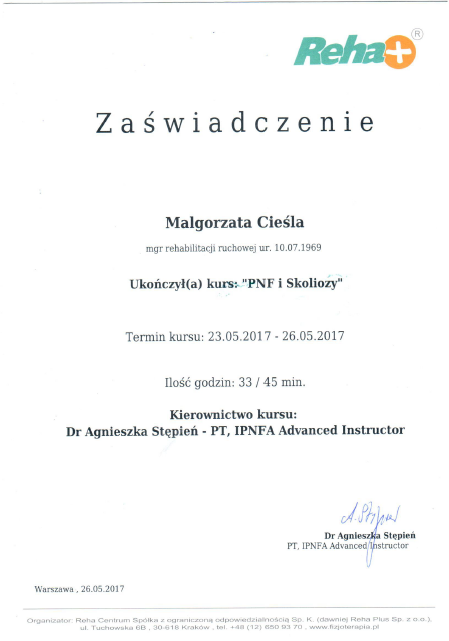 Reha+®
Zaświadczenie
Malgorzata Cieśla
mgr rehabilitacji ruchowej ur. 10.07.1969
Ukończył(a) kurs: "PNF i Skoliozy"
Termin kursu: 23.05.2017 - 26.05.2017
Ilość godzin: 33 / 45 min.
Kierownictwo kursu:
Dr Agnieszka Stępień - PT, IPNFA Advanced Instructor
A. Stępień
Dr Agnieszka Stępień
PT, IPNFA Advanced Instructor
Warszawa , 26.05.2017
Organizator: Reha Centrum Spółka z ograniczoną odpowiedzialnością Sp. K. (dawniej Reha Plus Sp. z o.o.),
ul. Tuchowska 6B , 30-618 Kraków , tel. +48 (12) 650 93 70 , www.fizjoterapia.pl